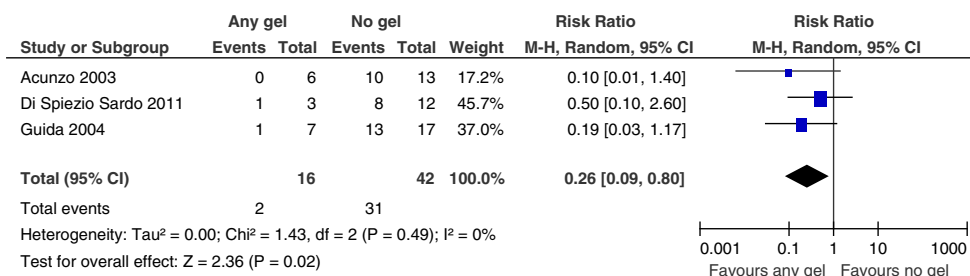 Any gel No gel Risk Ratio Risk Ratio
Study or Subgroup Events Total Events Total Weight M-H, Random, 95% CI M-H, Random, 95% CI
Acunzo 2003 0 6 10 13 17.2% 0.10 [0.01, 1.40]
Di Spiezio Sardo 2011 1 3 8 12 45.7% 0.50 [0.10, 2.60]
Guida 2004 1 7 13 17 37.0% 0.19 [0.03, 1.17]
Total (95% CI) 16 42 100.0% 0.26 [0.09, 0.80]
Total events 2 31
Heterogeneity: Tau² = 0.00; Chi² = 1.43, df = 2 (P = 0.49); I² = 0%
Test for overall effect: Z = 2.36 (P = 0.02)
0.001 0.1 1 10 1000
Favours any gel Favours no gel